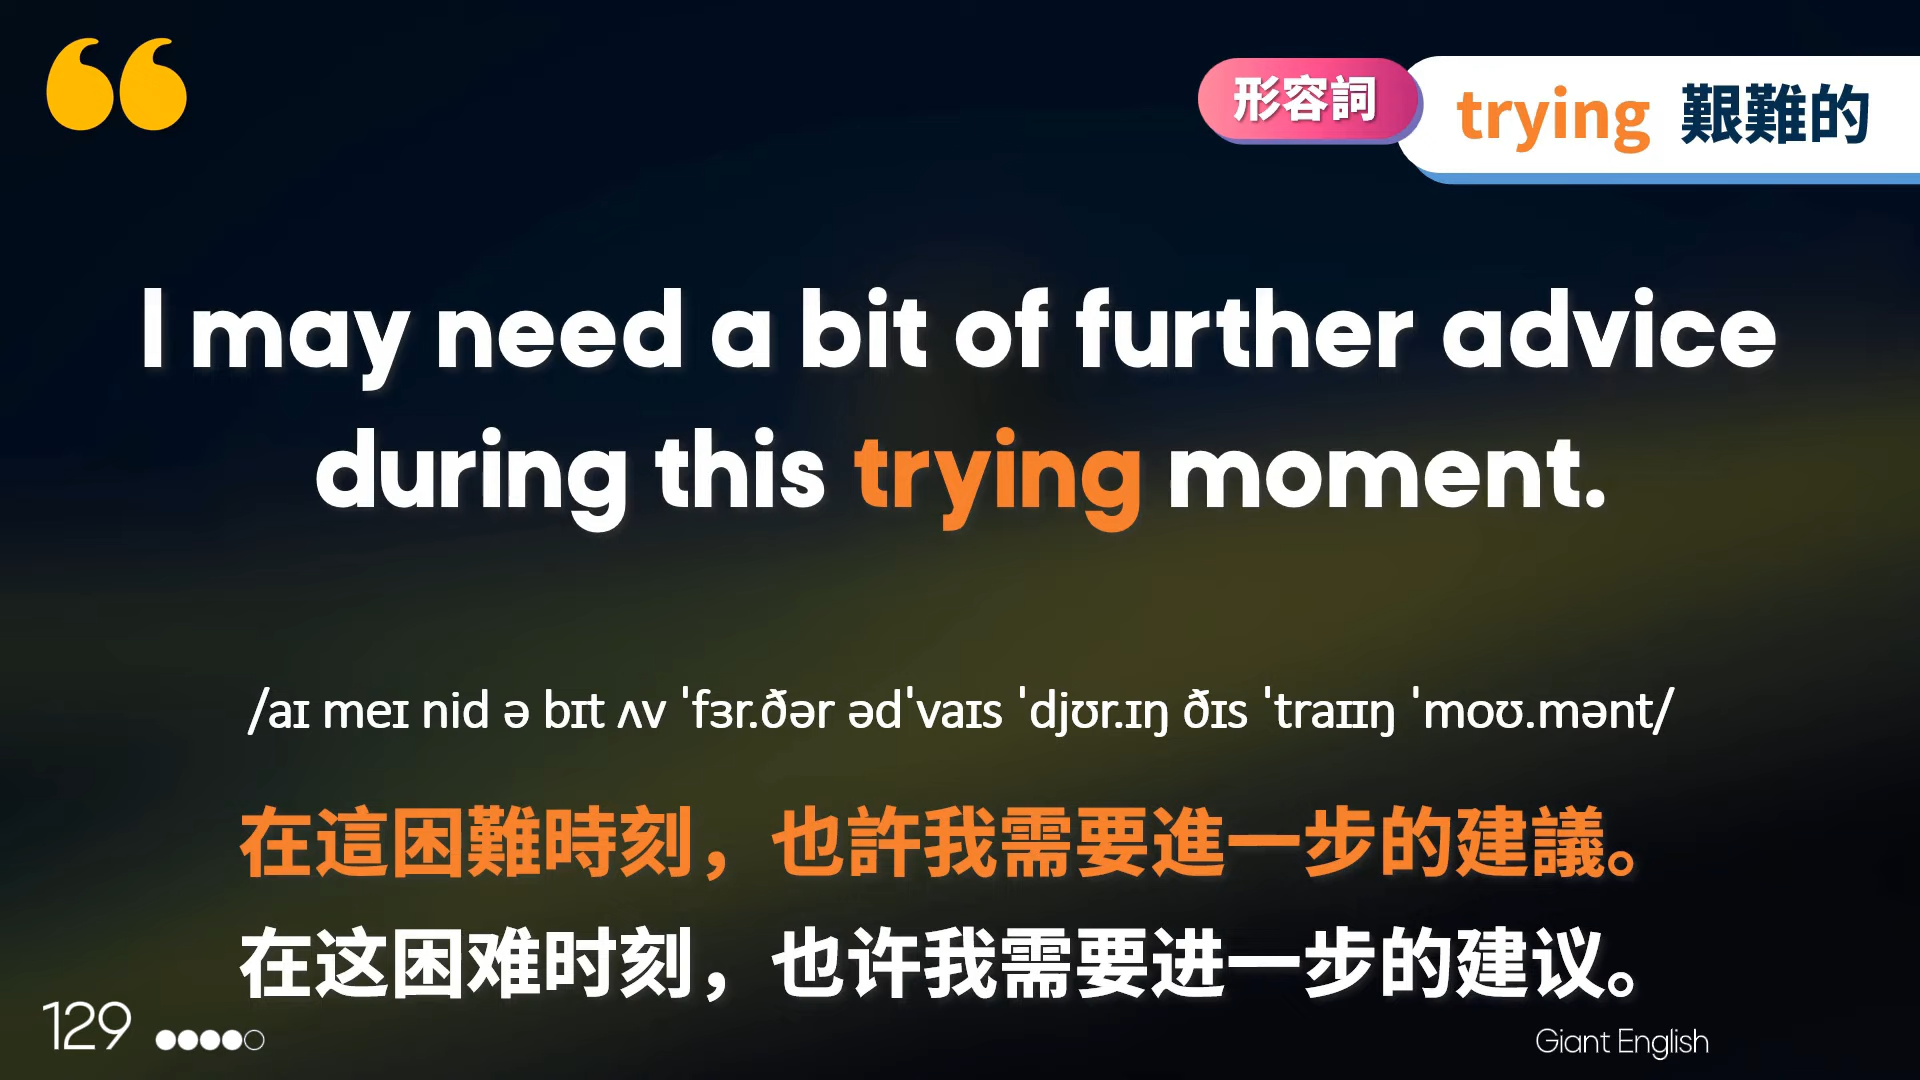 形容詞 trying 艱難的
I may need a bit of further advice
during this trying moment.
/aɪ meɪ nid ə bɪt ʌv ˈfɜr.ðər ədˈvaɪs ˈdjʊr.ɪŋ ðɪs ˈtraɪɪŋ ˈmoʊ.mənt/
在這困難時刻，也許我需要進一步的建議。
在这困难时刻，也许我需要进一步的建议。
129
Giant English